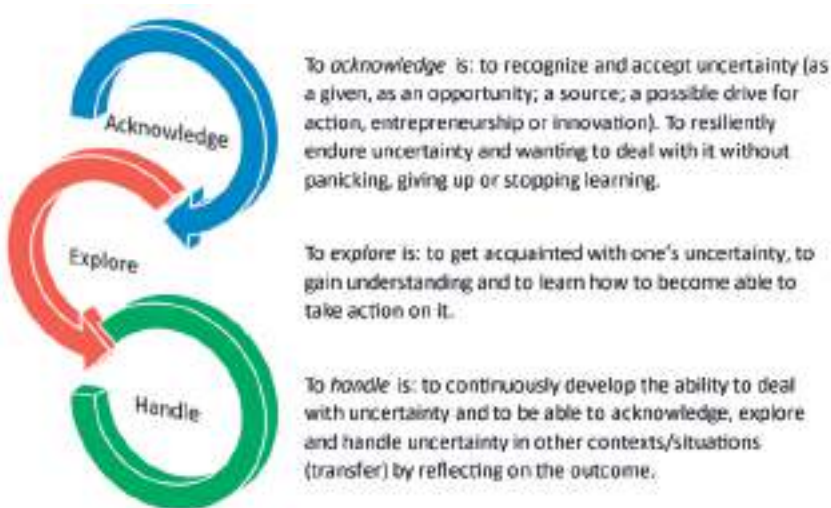 Acknowledge
To acknowledge is: to recognize and accept uncertainty (as
a given, as an opportunity; a source; a possible drive for
action, entrepreneurship or innovation). To resiliently
endure uncertainty and wanting to deal with it without
panicking, giving up or stopping learning.
Explore
To explore is: to get acquainted with one's uncertainty, to
gain understanding and to learn how to become able to
take action on it.
Handle
To handle is: to continuously develop the ability to deal
with uncertainty and to be able to acknowledge, explore
and handle uncertainty in other contexts/situations
(transfer) by reflecting on the outcome.